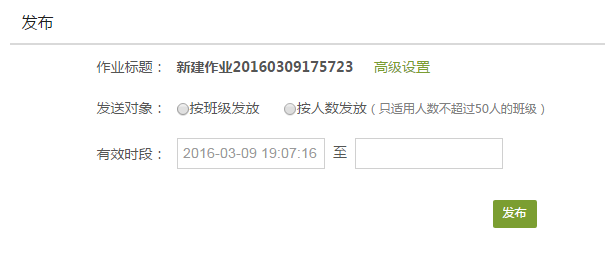 发布
作业标题： 新建作业20160309175723 高级设置
发送对象： 按班级发放 按人数发放（只适用人数不超过50人的班级）
有效时段： 2016-03-09 19:07:16 至
发布